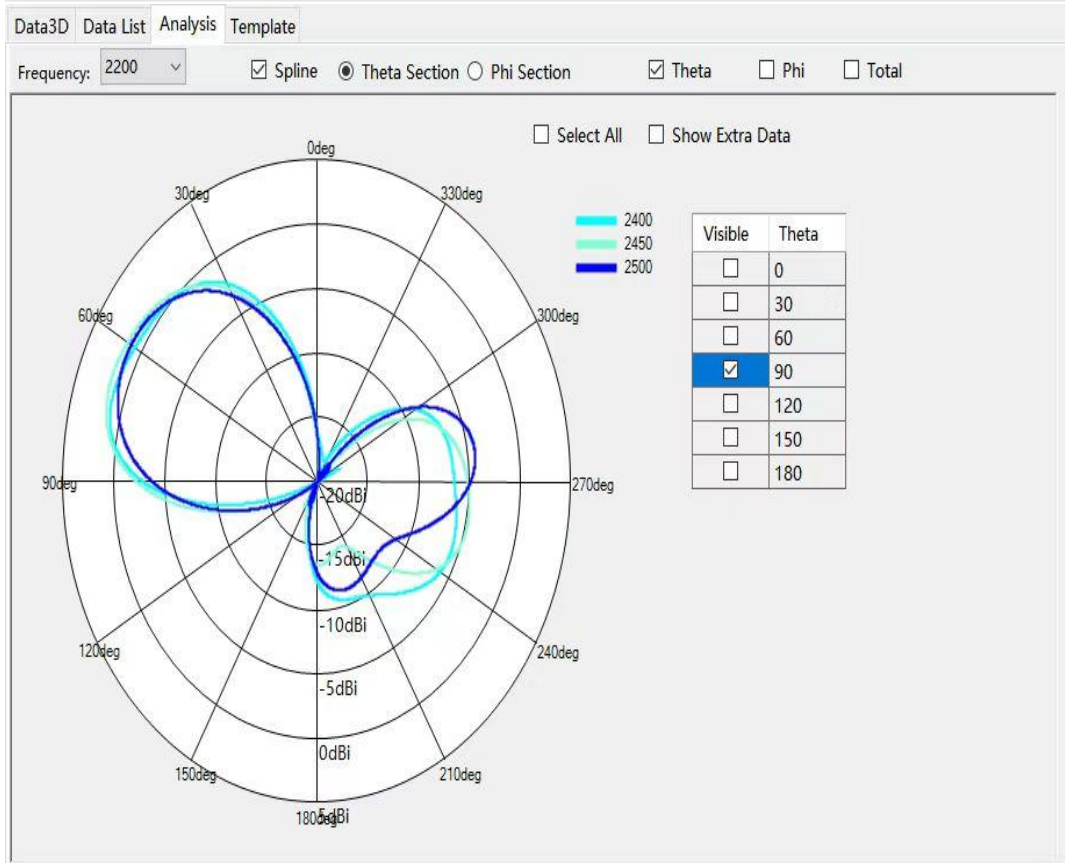 Data3D Data List Analysis Template
Frequency: 2200 Spline Theta Section Phi Section Theta Phi Total
Select All Show Extra Data
0deg
30deg
330deg
60deg
300deg
90deg
270deg
120deg
240deg
150deg
210deg
180deg
-20dBi
-15dBi
-10dBi
-5dBi
0dBi
5dBi
2400
2450
2500
Visible Theta
0
30
60
90
120
150
180